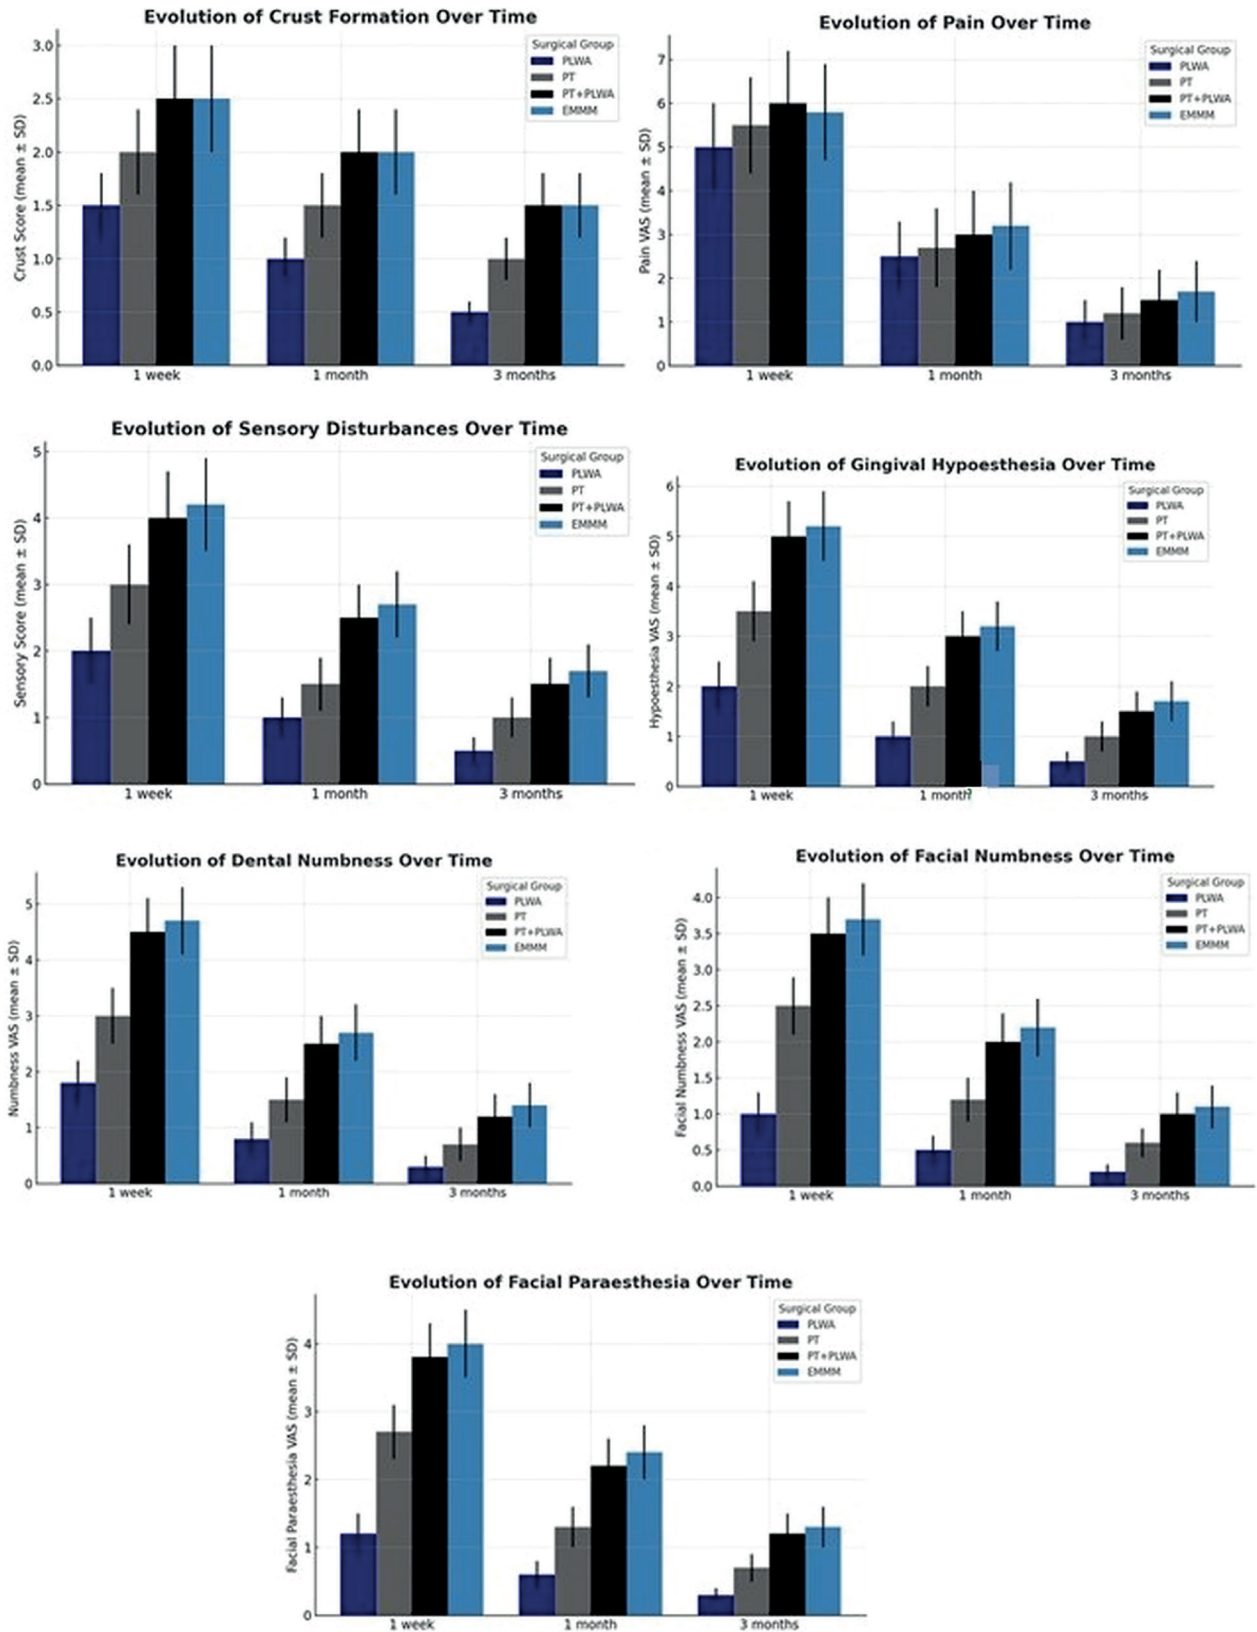 Evolution of Crust Formation Over Time
Crust Score (mean ± SD)
3.0
2.5
2.0
1.5
1.0
0.5
0.0
Surgical Group
PLWA
PT
PT+PLWA
EMMM
1 week
1 month
3 months
Evolution of Pain Over Time
Pain VAS (mean ± SD)
7
6
5
4
3
2
1
0
Surgical Group
PLWA
PT
PT+PLWA
EMMM
1 week
1 month
3 months
Evolution of Sensory Disturbances Over Time
Sensory Score (mean ± SD)
5
4
3
2
1
0
Surgical Group
PLWA
PT
PT+PLWA
EMMM
1 week
1 month
3 months
Evolution of Gingival Hypoesthesia Over Time
Hypoesthesia VAS (mean ± SD)
6
5
4
3
2
1
0
Surgical Group
PLWA
PT
PT+PLWA
EMMM
1 week
1 month
3 months
Evolution of Dental Numbness Over Time
Numbness VAS (mean ± SD)
5
4
3
2
1
0
Surgical Group
PLWA
PT
PT+PLWA
EMMM
1 week
1 month
3 months
Evolution of Facial Numbness Over Time
Facial Numbness VAS (mean ± SD)
4.0
3.5
3.0
2.5
2.0
1.5
1.0
0.5
0.0
Surgical Group
PLWA
PT
PT+PLWA
EMMM
1 week
1 month
3 months
Evolution of Facial Paraesthesia Over Time
Facial Paraesthesia VAS (mean ± SD)
4
3
2
1
0
Surgical Group
PLWA
PT
PT+PLWA
EMMM
1 week
1 month
3 months